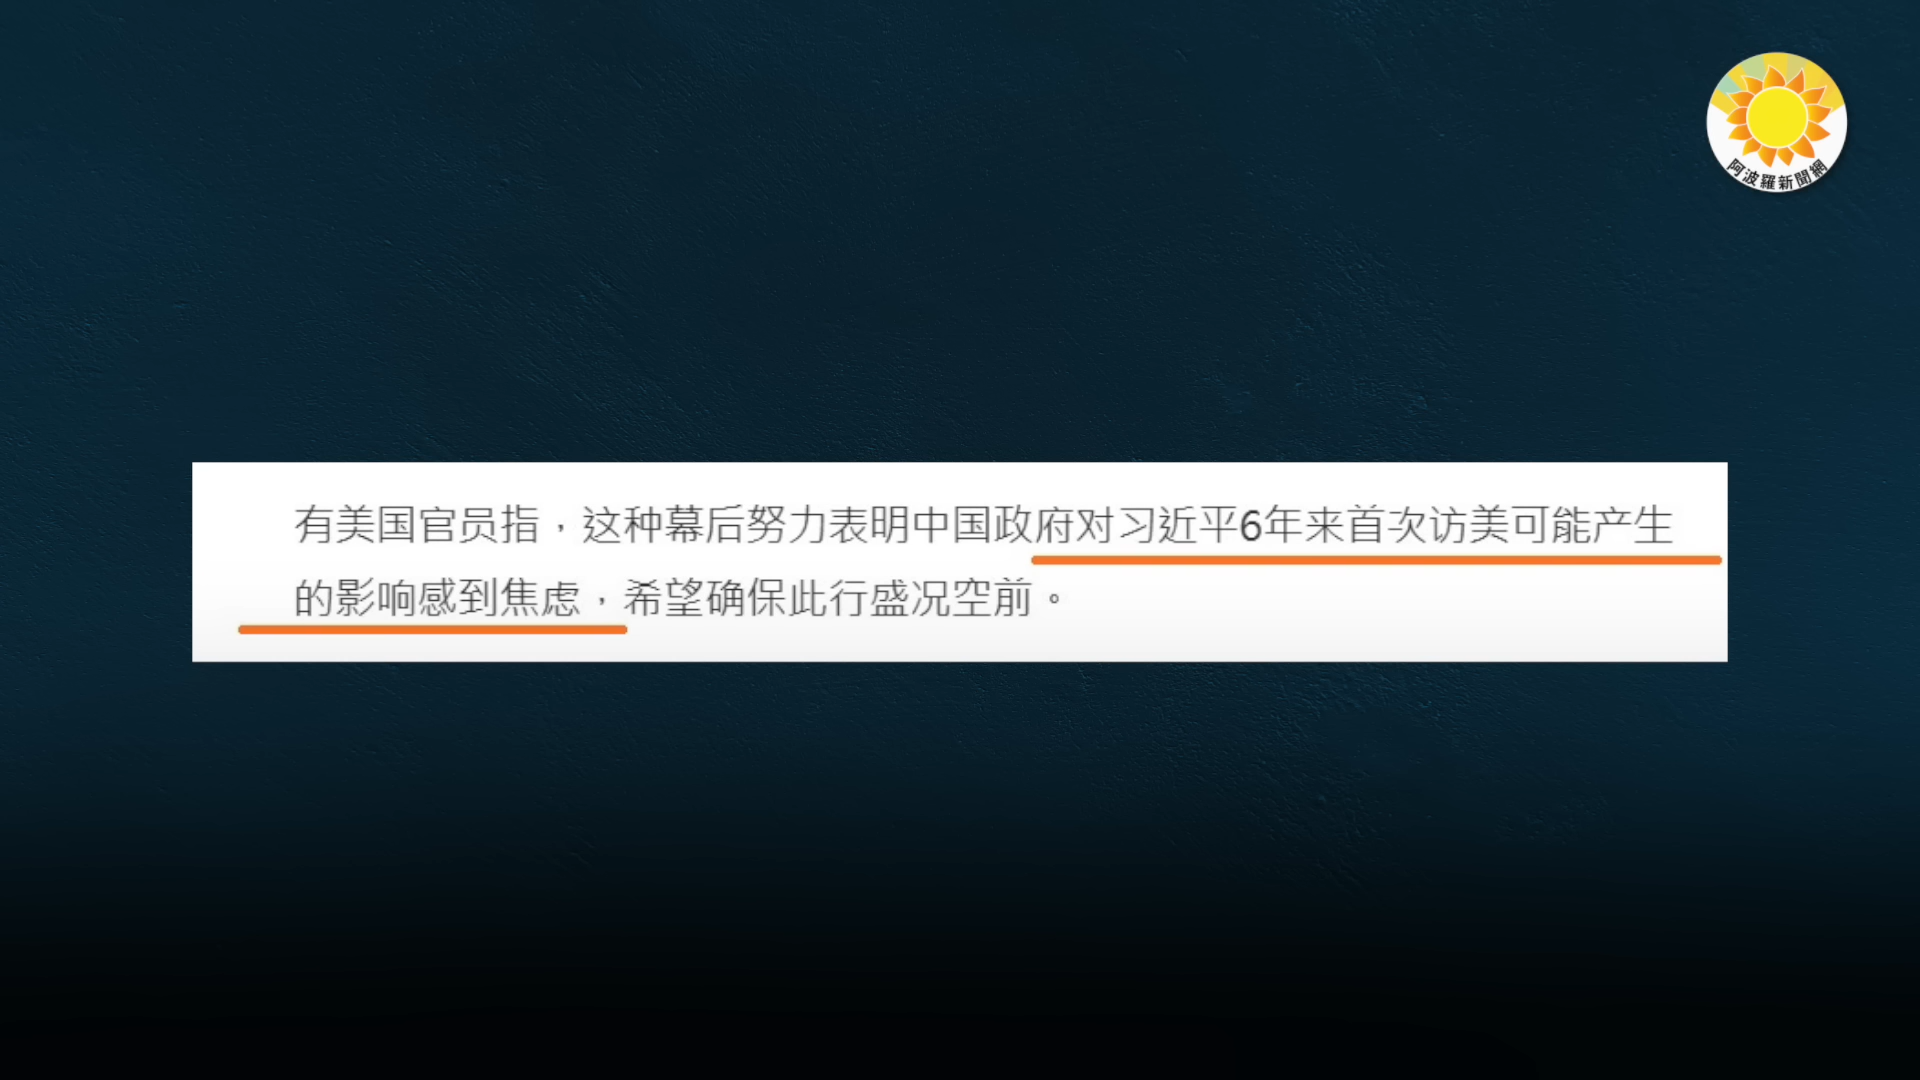 阿波羅新聞網
有美国官员指，这种幕后努力表明中国政府对习近平6年来首次访美可能产生
的影响感到焦虑，希望确保此行盛况空前。